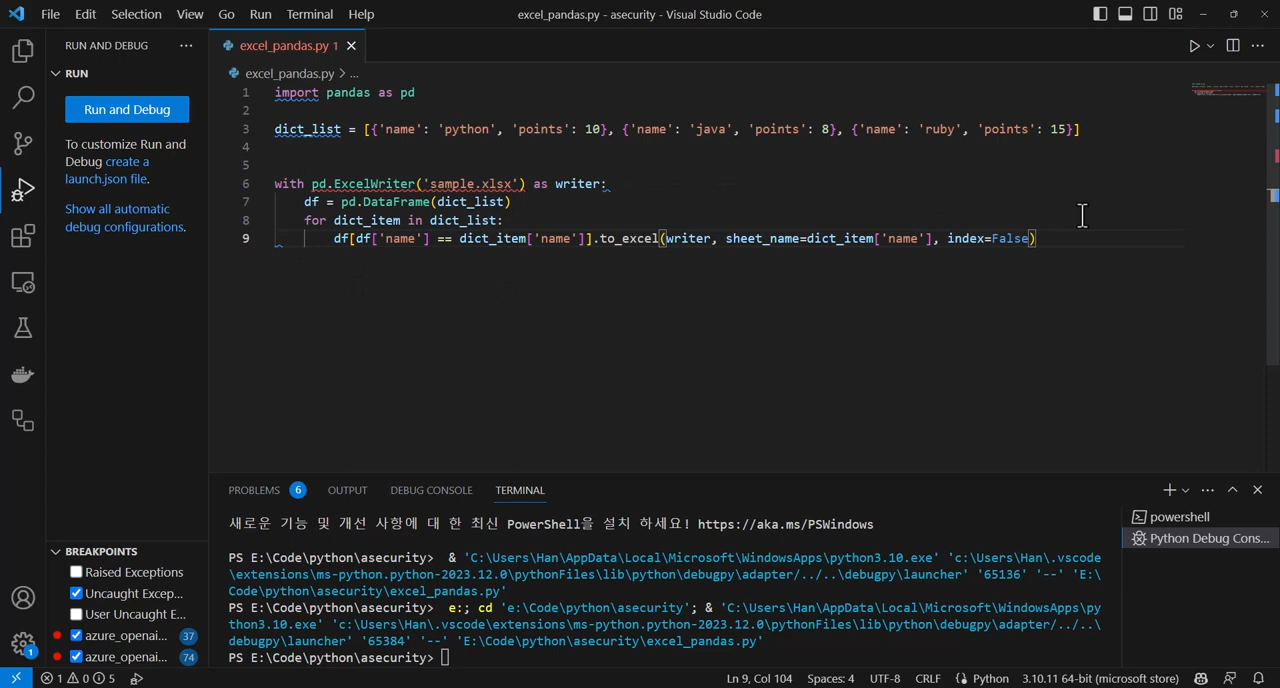 File Edit Selection View Go Run Terminal Help
excel_pandas.py - asecurity - Visual Studio Code
RUN AND DEBUG ...
RUN
Run and Debug
To customize Run and
Debug create a
launch.json file.
Show all automatic
debug configurations.
excel_pandas.py 1
excel_pandas.py > ...
1 import pandas as pd
2
3 dict_list = [{'name': 'python', 'points': 10}, {'name': 'java', 'points': 8}, {'name': 'ruby', 'points': 15}]
4
5
6 with pd.ExcelWriter('sample.xlsx') as writer:
7 df = pd.DataFrame(dict_list)
8 for dict_item in dict_list:
9 df[df['name'] == dict_item['name']].to_excel(writer, sheet_name=dict_item['name'], index=False)
PROBLEMS 6 OUTPUT DEBUG CONSOLE TERMINAL
새로운 기능 및 개선 사항에 대 한 최신 PowerShell을 설치 하세요! https://aka.ms/PSWindows
PS E:\Code\python\asecurity> & 'C:\Users\Han\AppData\Local\Microsoft\WindowsApps\python3.10.exe' 'c:\Users\Han\.vscode
\extensions\ms-python.python-2023.12.0\pythonFiles\lib\python\debugpy\adapter/../..\debugpy\launcher' '65136' '--' 'E:\
Code\python\asecurity\excel_pandas.py'
PS E:\Code\python\asecurity> e:; cd 'e:\Code\python\asecurity'; & 'C:\Users\Han\AppData\Local\Microsoft\WindowsApps\py
thon3.10.exe' 'c:\Users\Han\.vscode\extensions\ms-python.python-2023.12.0\pythonFiles\lib\python\debugpy\adapter/../..\
debugpy\launcher' '65384' '--' 'E:\Code\python\asecurity\excel_pandas.py'
PS E:\Code\python\asecurity>
powershell
Python Debug Cons...
BREAKPOINTS
Raised Exceptions
Uncaught Excep...
User Uncaught E...
azure_openai... 37
azure_openai... 74
1
1 0 5
Ln 9, Col 104 Spaces: 4 UTF-8 CRLF Python 3.10.11 64-bit (microsoft store)